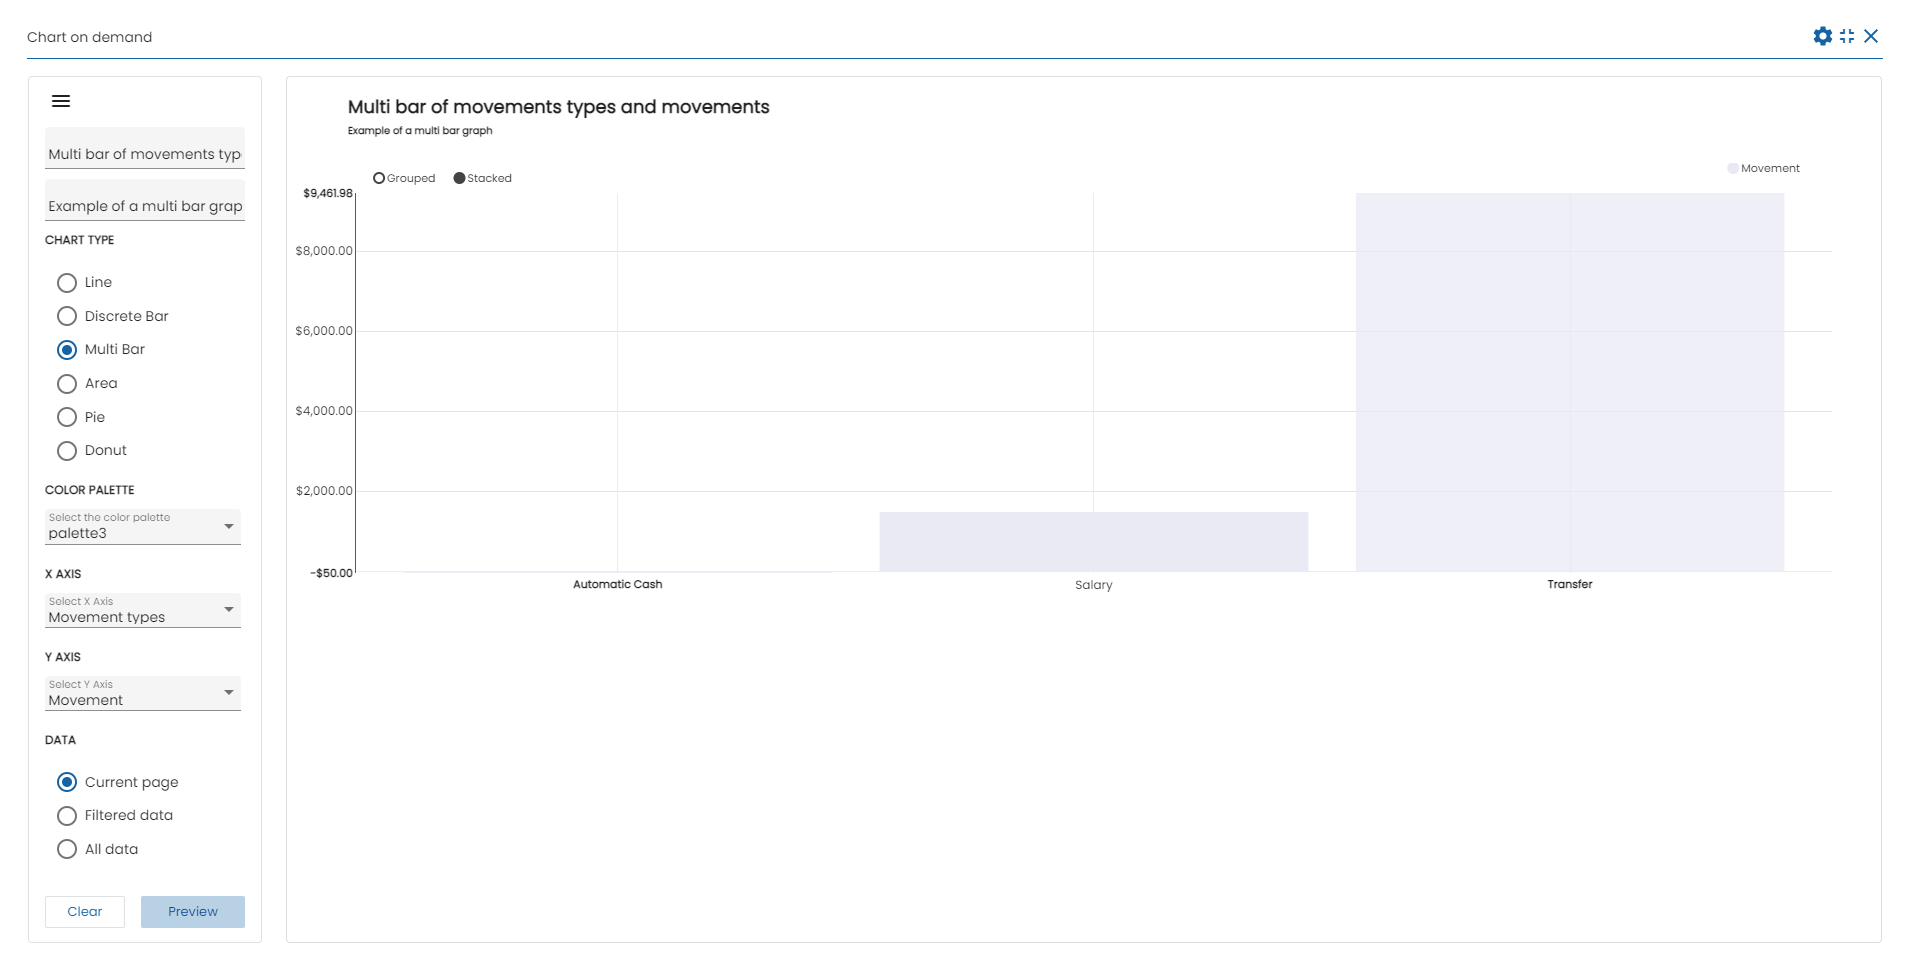 Chart on demand
Multi bar of movements typ
Example of a multi bar grap
CHART TYPE
Line
Discrete Bar
Multi Bar
Area
Pie
Donut
COLOR PALETTE
Select the color palette
palette3
X AXIS
Select X Axis
Movement types
Y AXIS
Select Y Axis
Movement
DATA
Current page
Filtered data
All data
Clear Preview
Multi bar of movements types and movements
Example of a multi bar graph
Grouped Stacked
Movement
$9,461.98
$8,000.00
$6,000.00
$4,000.00
$2,000.00
-$50.00
Automatic Cash Salary Transfer